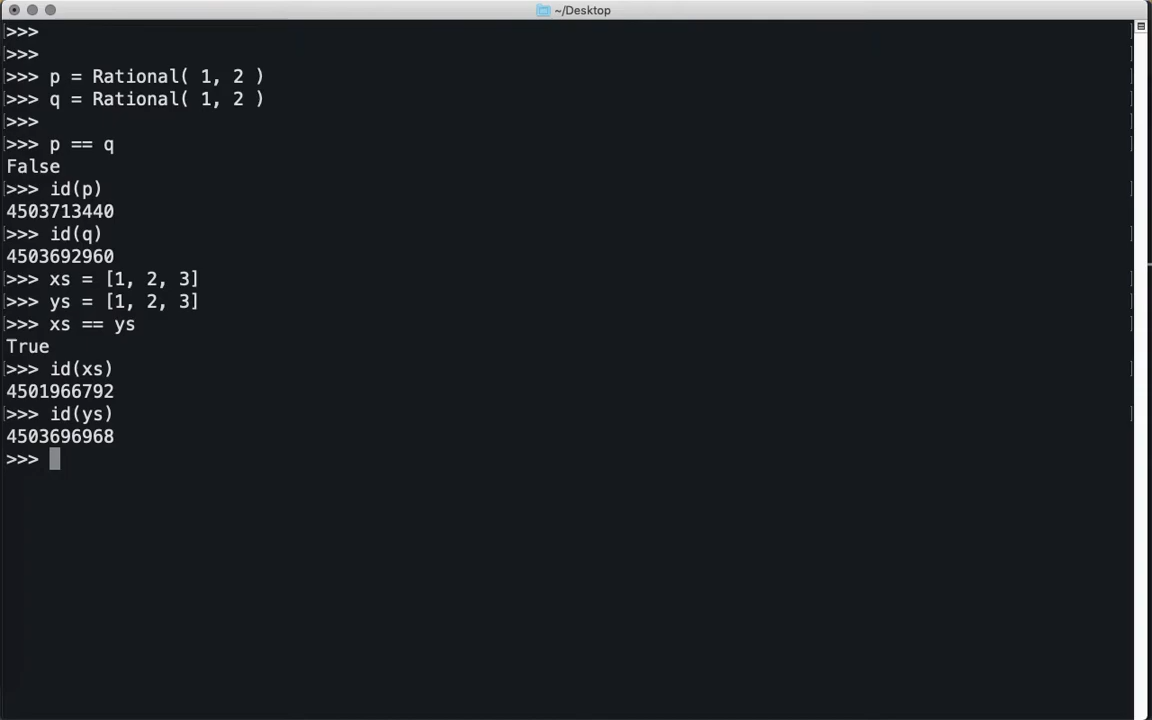 ~/Desktop
>>>
>>>
>>> p = Rational( 1, 2 )
>>> q = Rational( 1, 2 )
>>>
>>> p == q
False
>>> id(p)
4503713440
>>> id(q)
4503692960
>>> xs = [1, 2, 3]
>>> ys = [1, 2, 3]
>>> xs == ys
True
>>> id(xs)
4501966792
>>> id(ys)
4503696968
>>>